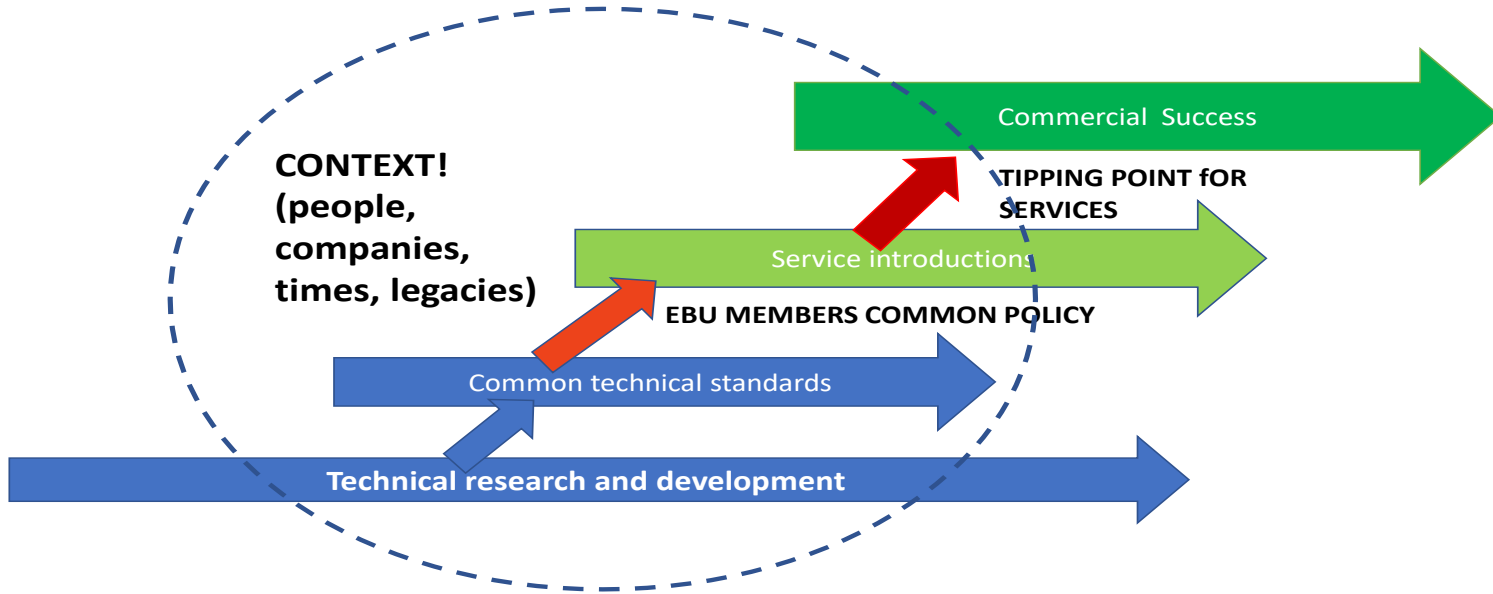 Commercial Success
CONTEXT!
(people,
companies,
times, legacies)
TIPPING POINT fOR
SERVICES
Service introductions
EBU MEMBERS COMMON POLICY
Common technical standards
Technical research and development